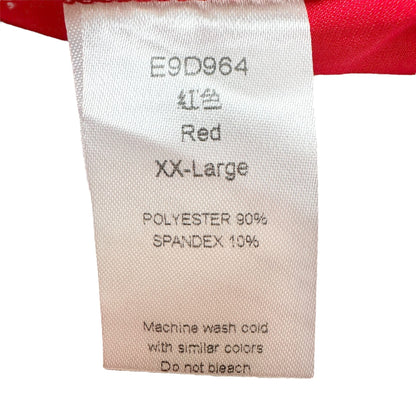 E9D964
红色
Red
XX-Large
POLYESTER 90%
SPANDEX 10%
Machine wash cold
with similar colors
Do not bleach